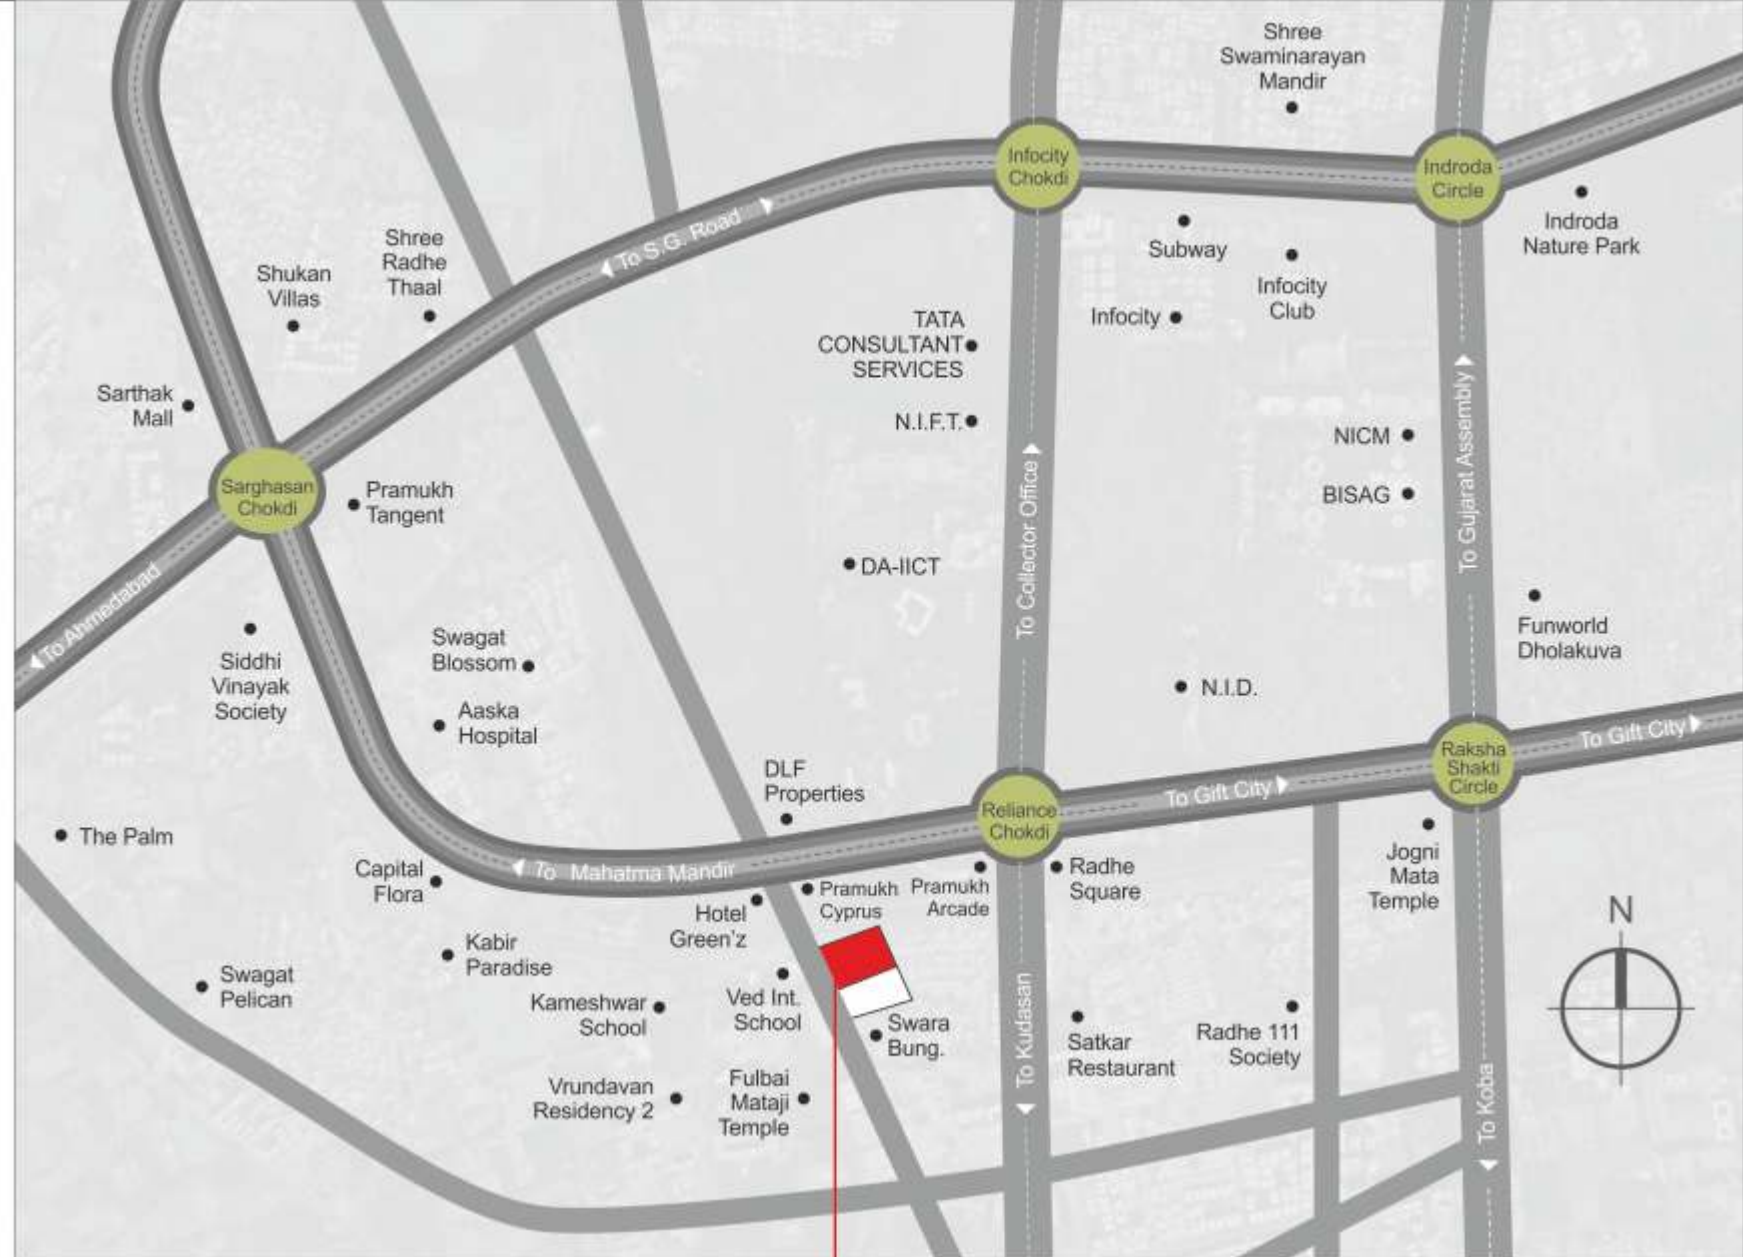 Shree
Swaminarayan
Mandir
Infocity
Chokdi
Indroda
Circle
Indroda
Nature Park
To S.G. Road
Shree
Radhe
Thaal
Shukan
Villas
Subway
Infocity
Club
Infocity
TATA
CONSULTANT
SERVICES
N.I.F.T.
Sarthak
Mall
Sarghasan
Chokdi
Pramukh
Tangent
NICM
BISAG
To Gujarat Assembly
To Collector Office
DA-IICT
To Ahmedabad
Siddhi
Vinayak
Society
Swagat
Blossom
Aaska
Hospital
Funworld
Dholakuva
N.I.D.
Raksha
Shakti
Circle
To Gift City
To Gift City
DLF
Properties
Reliance
Chokdi
The Palm
To Mahatma Mandir
Capital
Flora
Pramukh
Cyprus
Pramukh
Arcade
Radhe
Square
Jogni
Mata
Temple
Hotel
Green'z
Kabir
Paradise
Swagat
Pelican
Kameshwar
School
Ved Int.
School
Swara
Bung.
To Kudasan
Satkar
Restaurant
Radhe 111
Society
N
Vrundavan
Residency 2
Fulbai
Mataji
Temple
To Koba